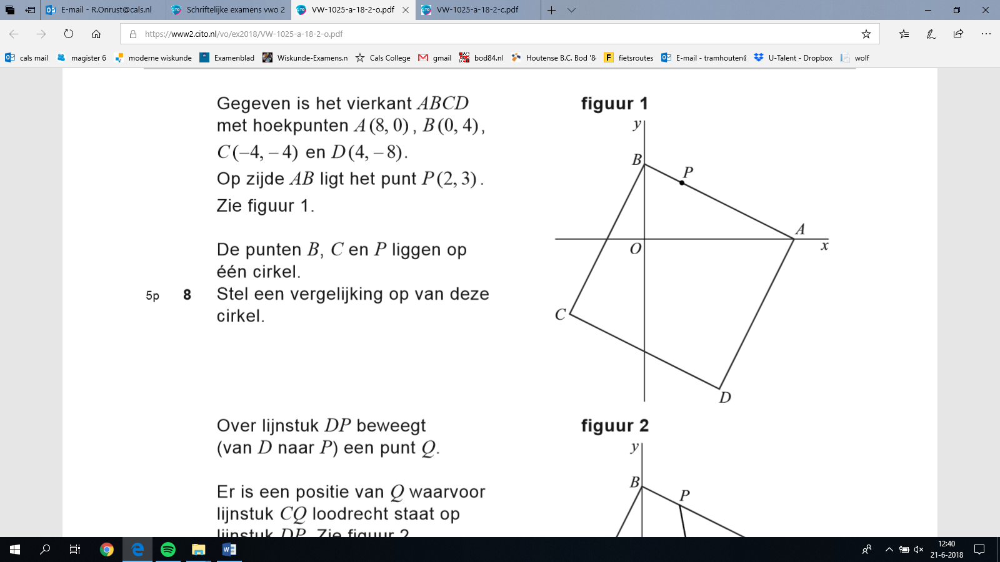 E-mail - R.Onrust@cals.nl
Schriftelijke examens vwo 2
VW-1025-a-18-2-o.pdf
VW-1025-a-18-2-c.pdf
https://www2.cito.nl/vo/ex2018/VW-1025-a-18-2-o.pdf
cals mail
magister 6
moderne wiskunde
Examenblad
Wiskunde-Examens.n
Cals College
gmail
bod84.nl
Houtense B.C. Bod '84
fietsroutes
E-mail - tramhouten@
U-Talent - Dropbox
wolf
Gegeven is het vierkant ABCD
met hoekpunten A(8, 0), B(0, 4),
C(–4, – 4) en D(4, – 8).
Op zijde AB ligt het punt P(2, 3).
Zie figuur 1.
De punten B, C en P liggen op
één cirkel.
5p 8 Stel een vergelijking op van deze
cirkel.
figuur 1
y
B
P
A
O
x
C
D
Over lijnstuk DP beweegt
(van D naar P) een punt Q.
Er is een positie van Q waarvoor
lijnstuk CQ loodrecht staat op
lijnstuk DP. Zie figuur 2.
figuur 2
y
B
P
12:40
21-6-2018